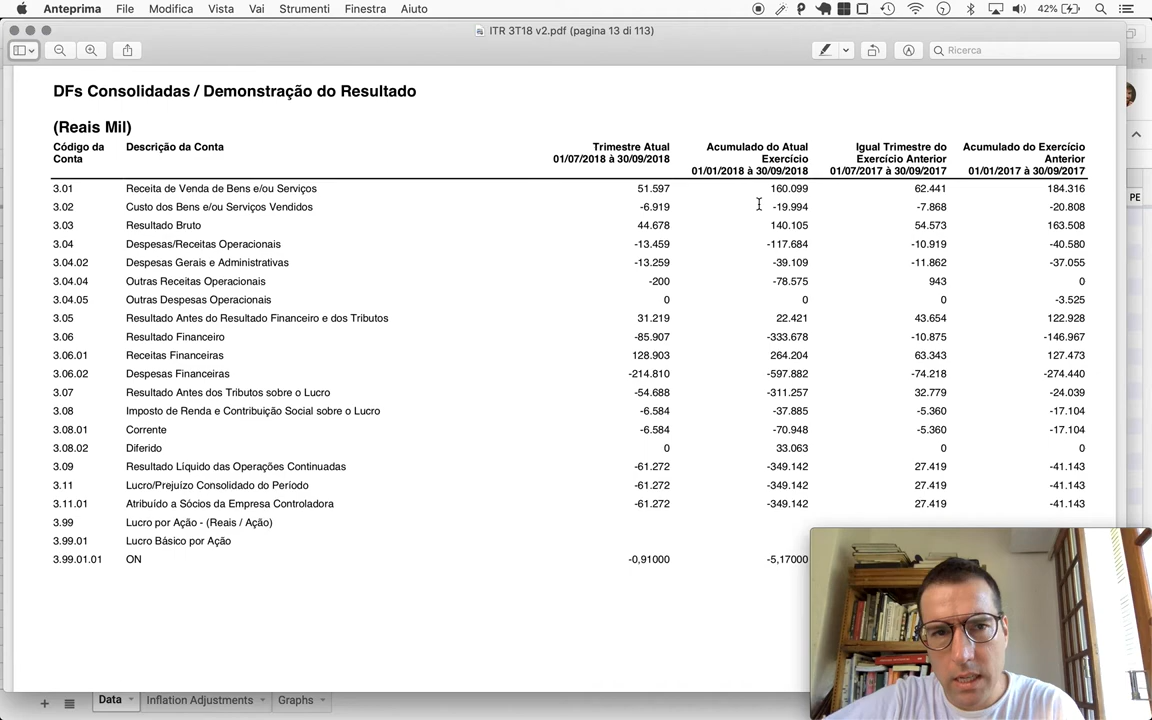 Anteprima File Modifica Vista Vai Strumenti Finestra Aiuto 42%
ITR 3T18 v2.pdf (pagina 13 di 113)
Ricerca
DFs Consolidadas / Demonstração do Resultado
(Reais Mil)
Código da Conta Descrição da Conta Trimestre Atual 01/07/2018 à 30/09/2018 Acumulado do Atual Exercício 01/01/2018 à 30/09/2018 Igual Trimestre do Exercício Anterior 01/07/2017 à 30/09/2017 Acumulado do Exercício Anterior 01/01/2017 à 30/09/2017
3.01 Receita de Venda de Bens e/ou Serviços 51.597 160.099 62.441 184.316
PE
3.02 Custo dos Bens e/ou Serviços Vendidos -6.919 -19.994 -7.868 -20.808
3.03 Resultado Bruto 44.678 140.105 54.573 163.508
3.04 Despesas/Receitas Operacionais -13.459 -117.684 -10.919 -40.580
3.04.02 Despesas Gerais e Administrativas -13.259 -39.109 -11.862 -37.055
3.04.04 Outras Receitas Operacionais -200 -78.575 943 0
3.04.05 Outras Despesas Operacionais 0 0 0 -3.525
3.05 Resultado Antes do Resultado Financeiro e dos Tributos 31.219 22.421 43.654 122.928
3.06 Resultado Financeiro -85.907 -333.678 -10.875 -146.967
3.06.01 Receitas Financeiras 128.903 264.204 63.343 127.473
3.06.02 Despesas Financeiras -214.810 -597.882 -74.218 -274.440
3.07 Resultado Antes dos Tributos sobre o Lucro -54.688 -311.257 32.779 -24.039
3.08 Imposto de Renda e Contribuição Social sobre o Lucro -6.584 -37.885 -5.360 -17.104
3.08.01 Corrente -6.584 -70.948 -5.360 -17.104
3.08.02 Diferido 0 33.063 0 0
3.09 Resultado Líquido das Operações Continuadas -61.272 -349.142 27.419 -41.143
3.11 Lucro/Prejuízo Consolidado do Período -61.272 -349.142 27.419 -41.143
3.11.01 Atribuído a Sócios da Empresa Controladora -61.272 -349.142 27.419 -41.143
3.99 Lucro por Ação - (Reais / Ação)
3.99.01 Lucro Básico por Ação
3.99.01.01 ON -0,91000 -5,17000
Data Inflation Adjustments Graphs